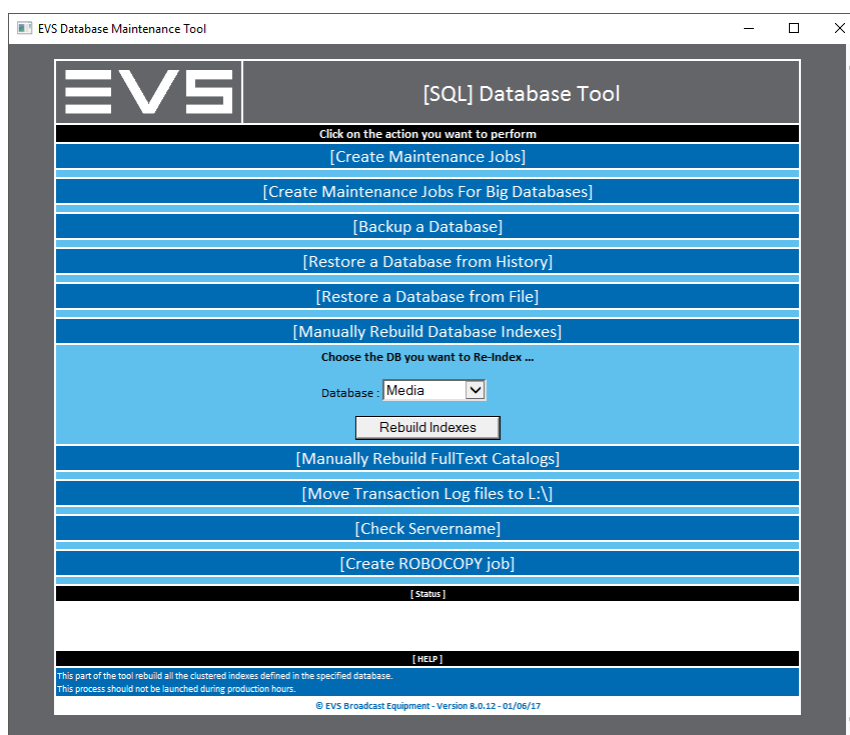 EVS Database Maintenance Tool
EVS
[SQL] Database Tool
Click on the action you want to perform
[Create Maintenance Jobs]
[Create Maintenance Jobs For Big Databases]
[Backup a Database]
[Restore a Database from History]
[Restore a Database from File]
[Manually Rebuild Database Indexes]
Choose the DB you want to Re-Index ...
Database : Media
Rebuild Indexes
[Manually Rebuild FullText Catalogs]
[Move Transaction Log files to L:\]
[Check Servername]
[Create ROBOCOPY job]
[ Status ]
[ HELP ]
This part of the tool rebuild all the clustered indexes defined in the specified database.
This process should not be launched during production hours.
© EVS Broadcast Equipment - Version 8.0.12 - 01/06/17